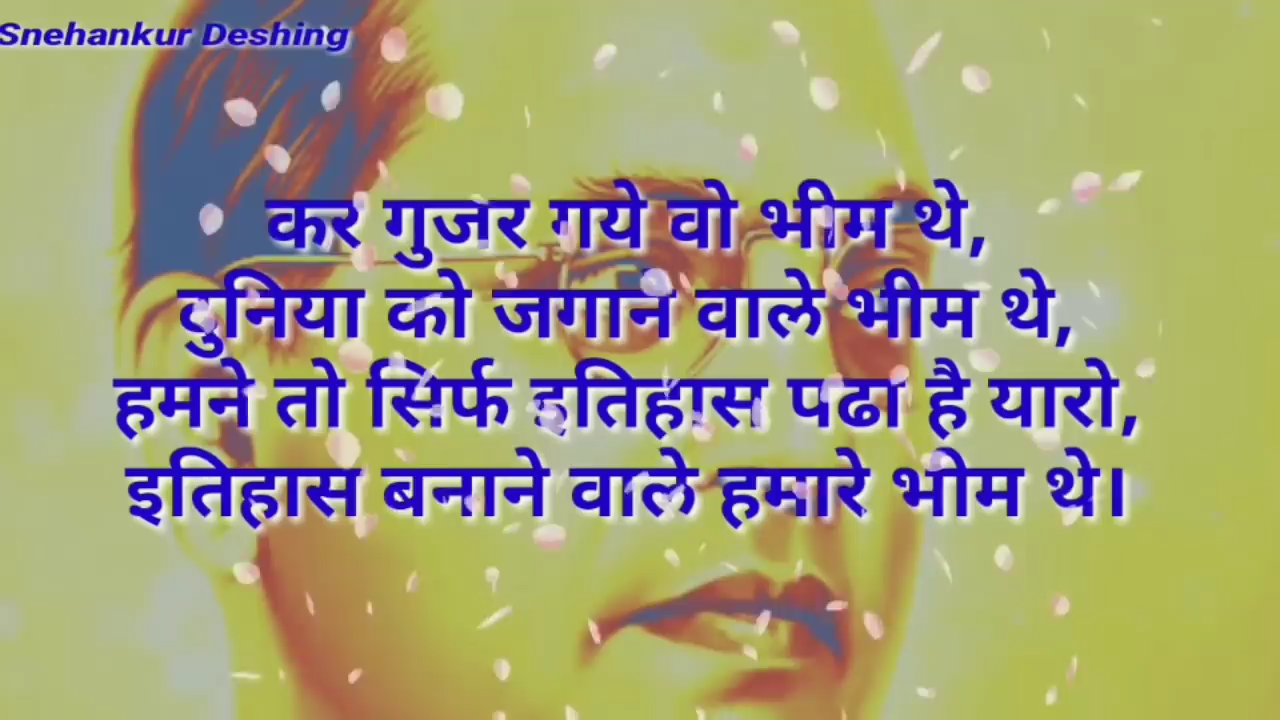 Snehankur Deshing
कर गुजर गये वो भीम थे,
दुनिया को जगाने वाले भीम थे,
हमने तो सिर्फ इतिहास पढा है यारो,
इतिहास बनाने वाले हमारे भीम थे।